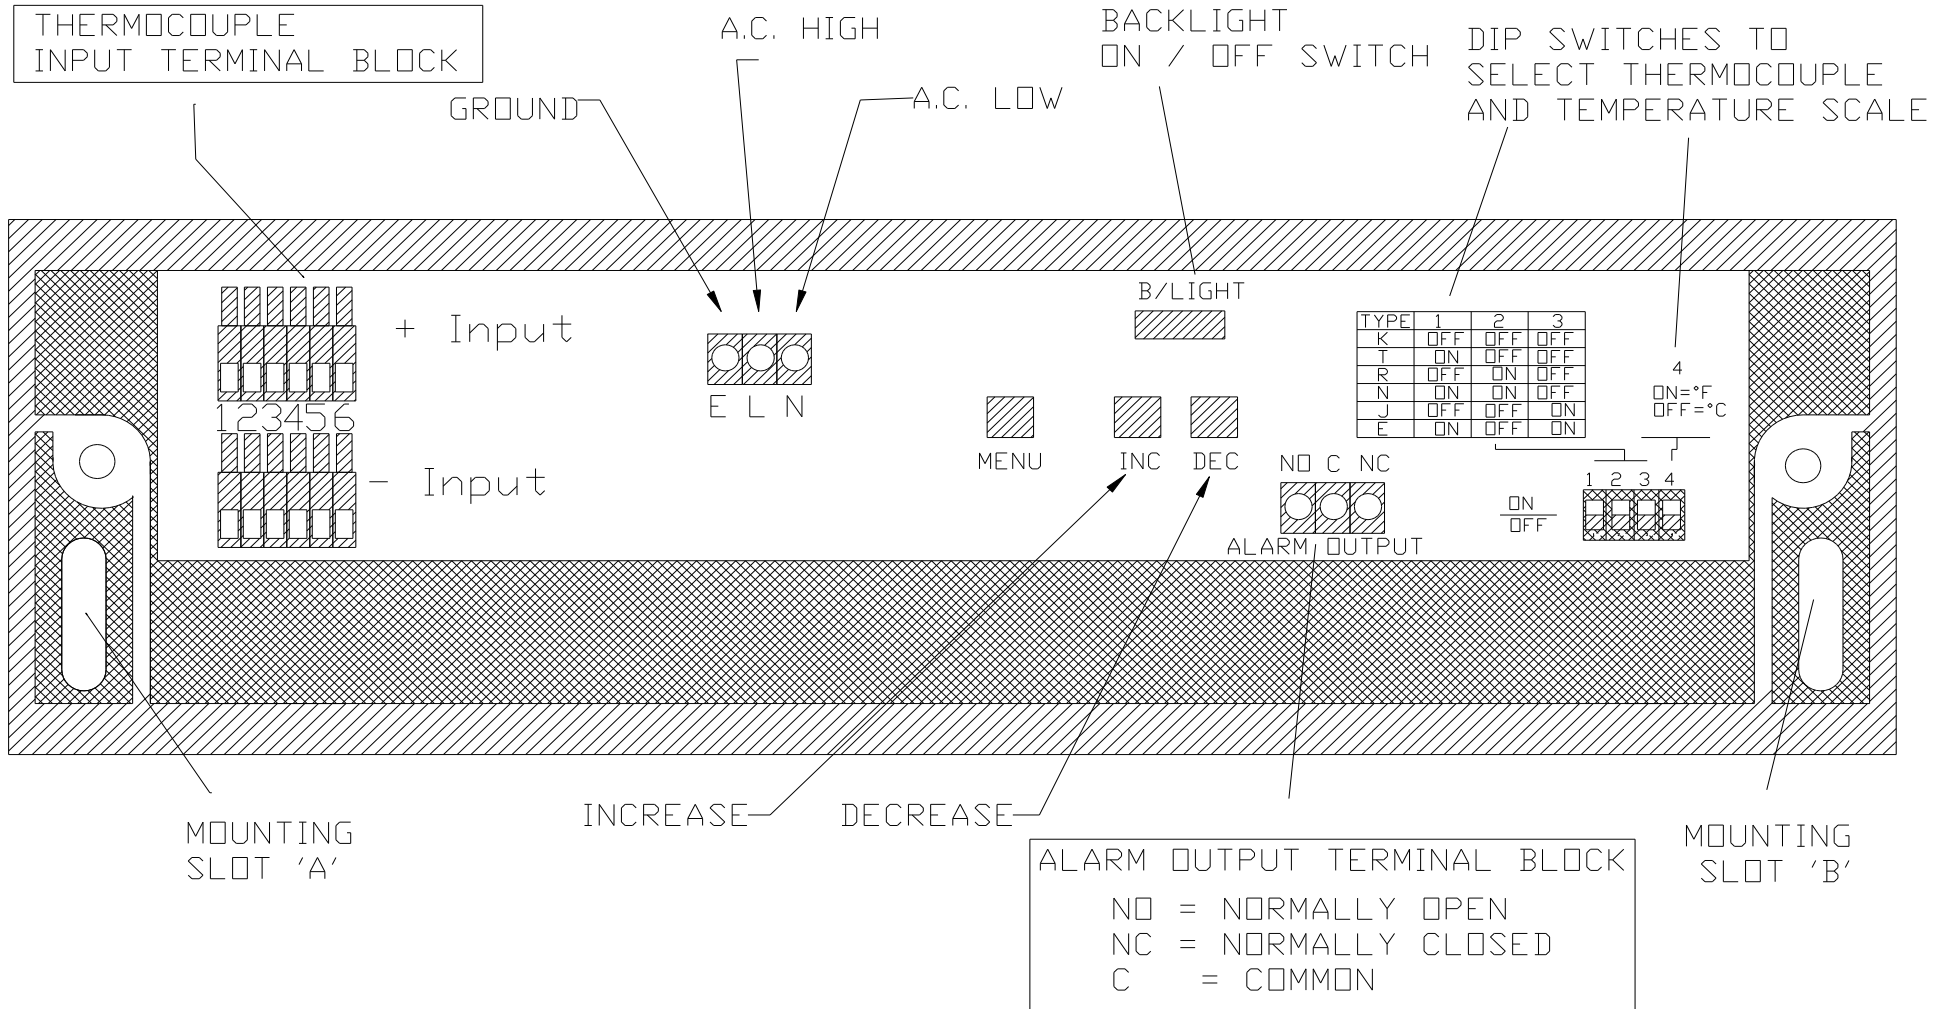 THERMOCOUPLE
INPUT TERMINAL BLOCK
GROUND
A.C. HIGH
A.C. LOW
BACKLIGHT
ON / OFF SWITCH
DIP SWITCHES TO
SELECT THERMOCOUPLE
AND TEMPERATURE SCALE
+ Input
123456
- Input
E L N
B/LIGHT
MENU
INC
DEC
TYPE 1 2 3
K OFF OFF OFF
T ON OFF OFF
R OFF ON OFF
N ON ON OFF
J OFF OFF ON
E ON OFF ON
4
ON=°F
OFF=°C
NO C NC
ALARM OUTPUT
ON
OFF
1 2 3 4
MOUNTING
SLOT 'A'
INCREASE
DECREASE
ALARM OUTPUT TERMINAL BLOCK
NO = NORMALLY OPEN
NC = NORMALLY CLOSED
C = COMMON
MOUNTING
SLOT 'B'